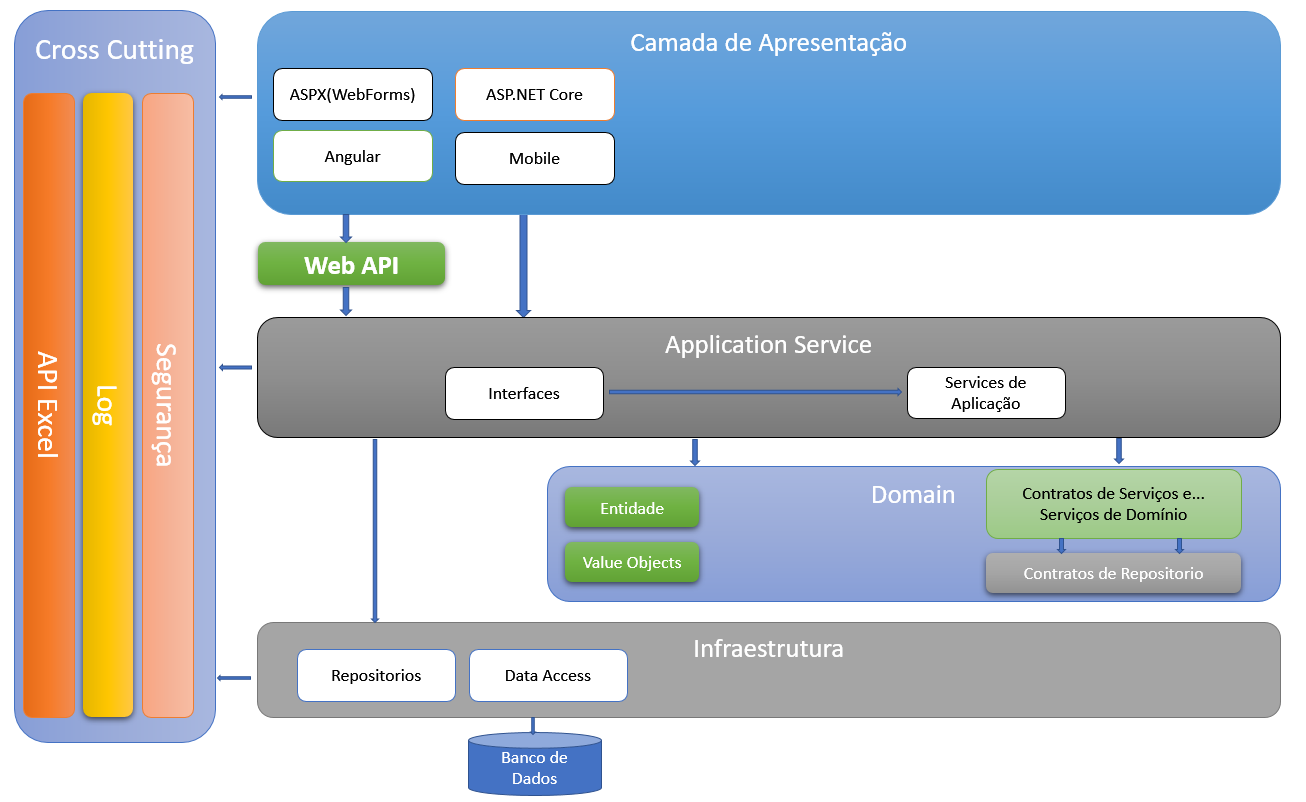 Cross Cutting
API Excel
Log
Segurança
Camada de Apresentação
ASPX(WebForms)
ASP.NET Core
Angular
Mobile
Web API
Application Service
Interfaces
Services de
Aplicação
Domain
Entidade
Value Objects
Contratos de Serviços e...
Serviços de Domínio
Contratos de Repositorio
Infraestrutura
Repositorios
Data Access
Banco de
Dados